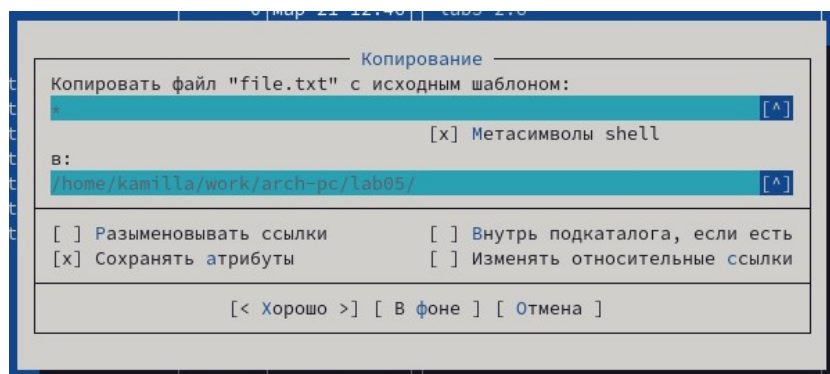 Копирование
Копировать файл "file.txt" с исходным шаблоном:
* [^]
[x] Метасимволы shell
в:
/home/kamilla/work/arch-pc/lab05/ [^]
[ ] Разыменовывать ссылки [ ] Внутрь подкаталога, если есть
[x] Сохранять атрибуты [ ] Изменять относительные ссылки
[< Хорошо >] [ В фоне ] [ Отмена ]